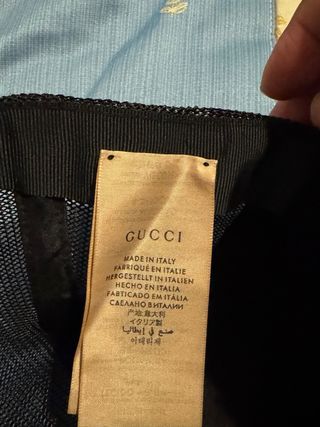 GUCCI
MADE IN ITALY
FABRIQUÉ EN ITALIE
HERGESTELLT IN ITALIEN
HECHO EN ITALIA
FABTICADO EM ITÁLIA
СДЕЛАНО В ИТАЛИИ
产地:意大利
イタリア製
صنع في إيطاليا
이태리제